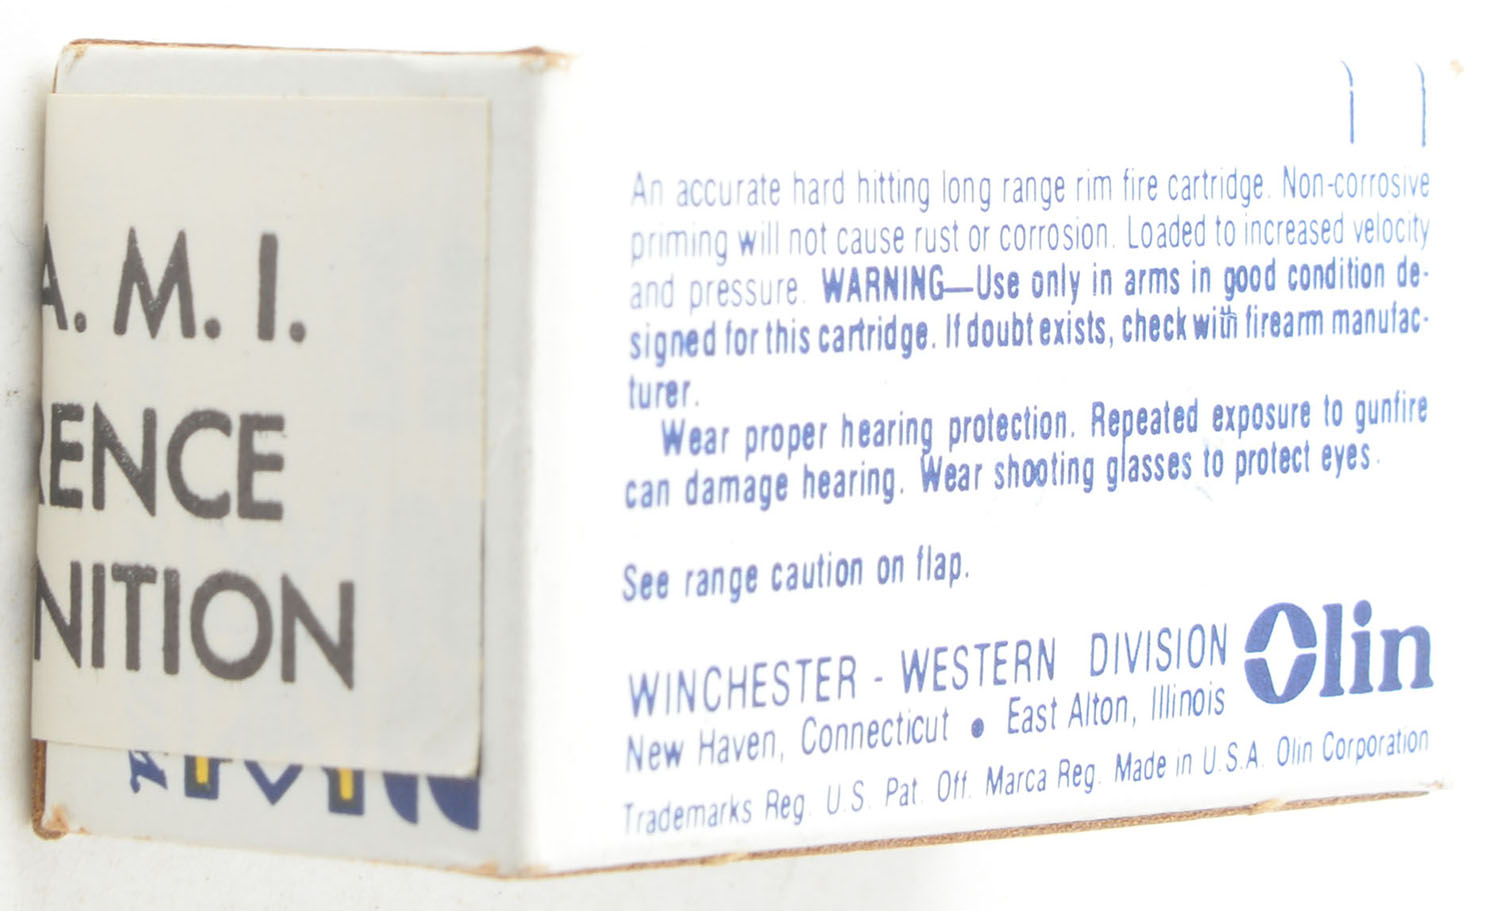 A. M. I.
ENCE
NITION
An accurate hard hitting long range rim fire cartridge. Non-corrosive
priming will not cause rust or corrosion. Loaded to increased velocity
and pressure. WARNING—Use only in arms in good condition de-
signed for this cartridge. If doubt exists, check with firearm manufac-
turer.
Wear proper hearing protection. Repeated exposure to gunfire
can damage hearing. Wear shooting glasses to protect eyes.
See range caution on flap.
WINCHESTER - WESTERN DIVISION
New Haven, Connecticut • East Alton, Illinois
Olin
Trademarks Reg. U.S. Pat. Off. Marca Reg. Made in U.S.A. Olin Corporation